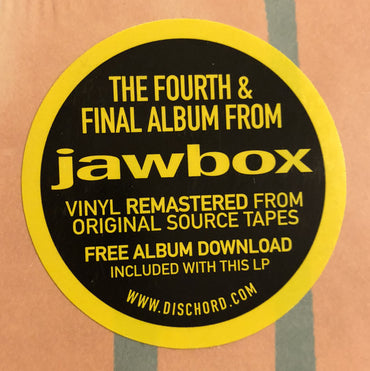 THE FOURTH &
FINAL ALBUM FROM
jawbox
VINYL REMASTERED FROM
ORIGINAL SOURCE TAPES
FREE ALBUM DOWNLOAD
INCLUDED WITH THIS LP
WWW.DISCHORD.COM